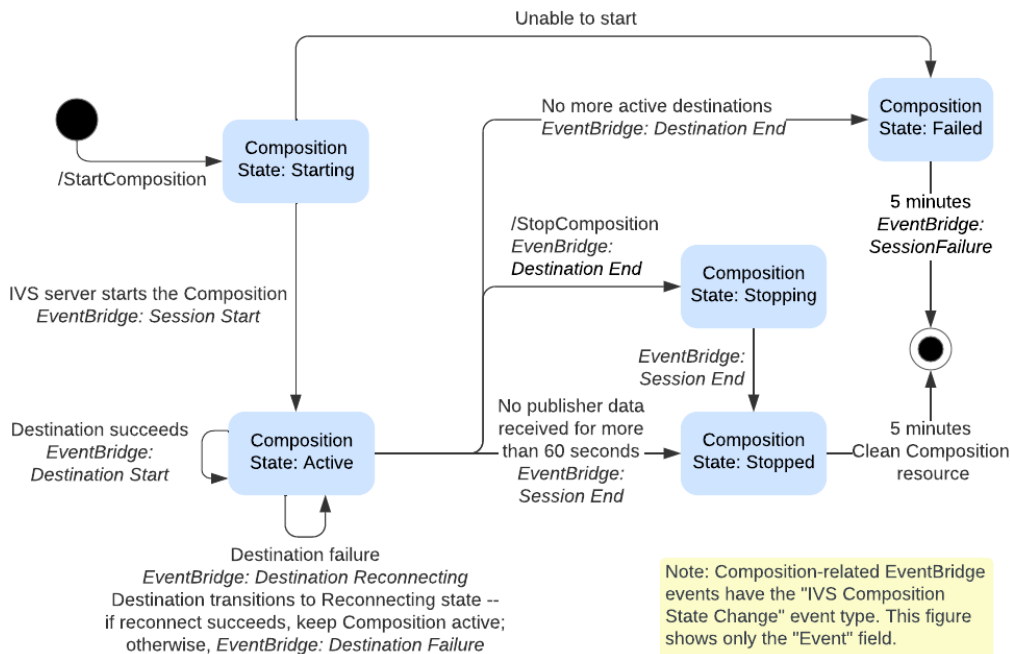 Unable to start
Composition
State: Failed
No more active destinations
EventBridge: Destination End
Composition
State: Starting
/StartComposition
5 minutes
EventBridge:
SessionFailure
/StopComposition
EvenBridge:
Destination End
Composition
State: Stopping
IVS server starts the Composition
EventBridge: Session Start
EventBridge:
Session End
No publisher data
received for more
than 60 seconds
EventBridge:
Session End
Destination succeeds
EventBridge:
Destination Start
Composition
State: Active
Composition
State: Stopped
5 minutes
Clean Composition
resource
Destination failure
EventBridge: Destination Reconnecting
Destination transitions to Reconnecting state --
if reconnect succeeds, keep Composition active;
otherwise, EventBridge: Destination Failure
Note: Composition-related EventBridge
events have the "IVS Composition
State Change" event type. This figure
shows only the "Event" field.